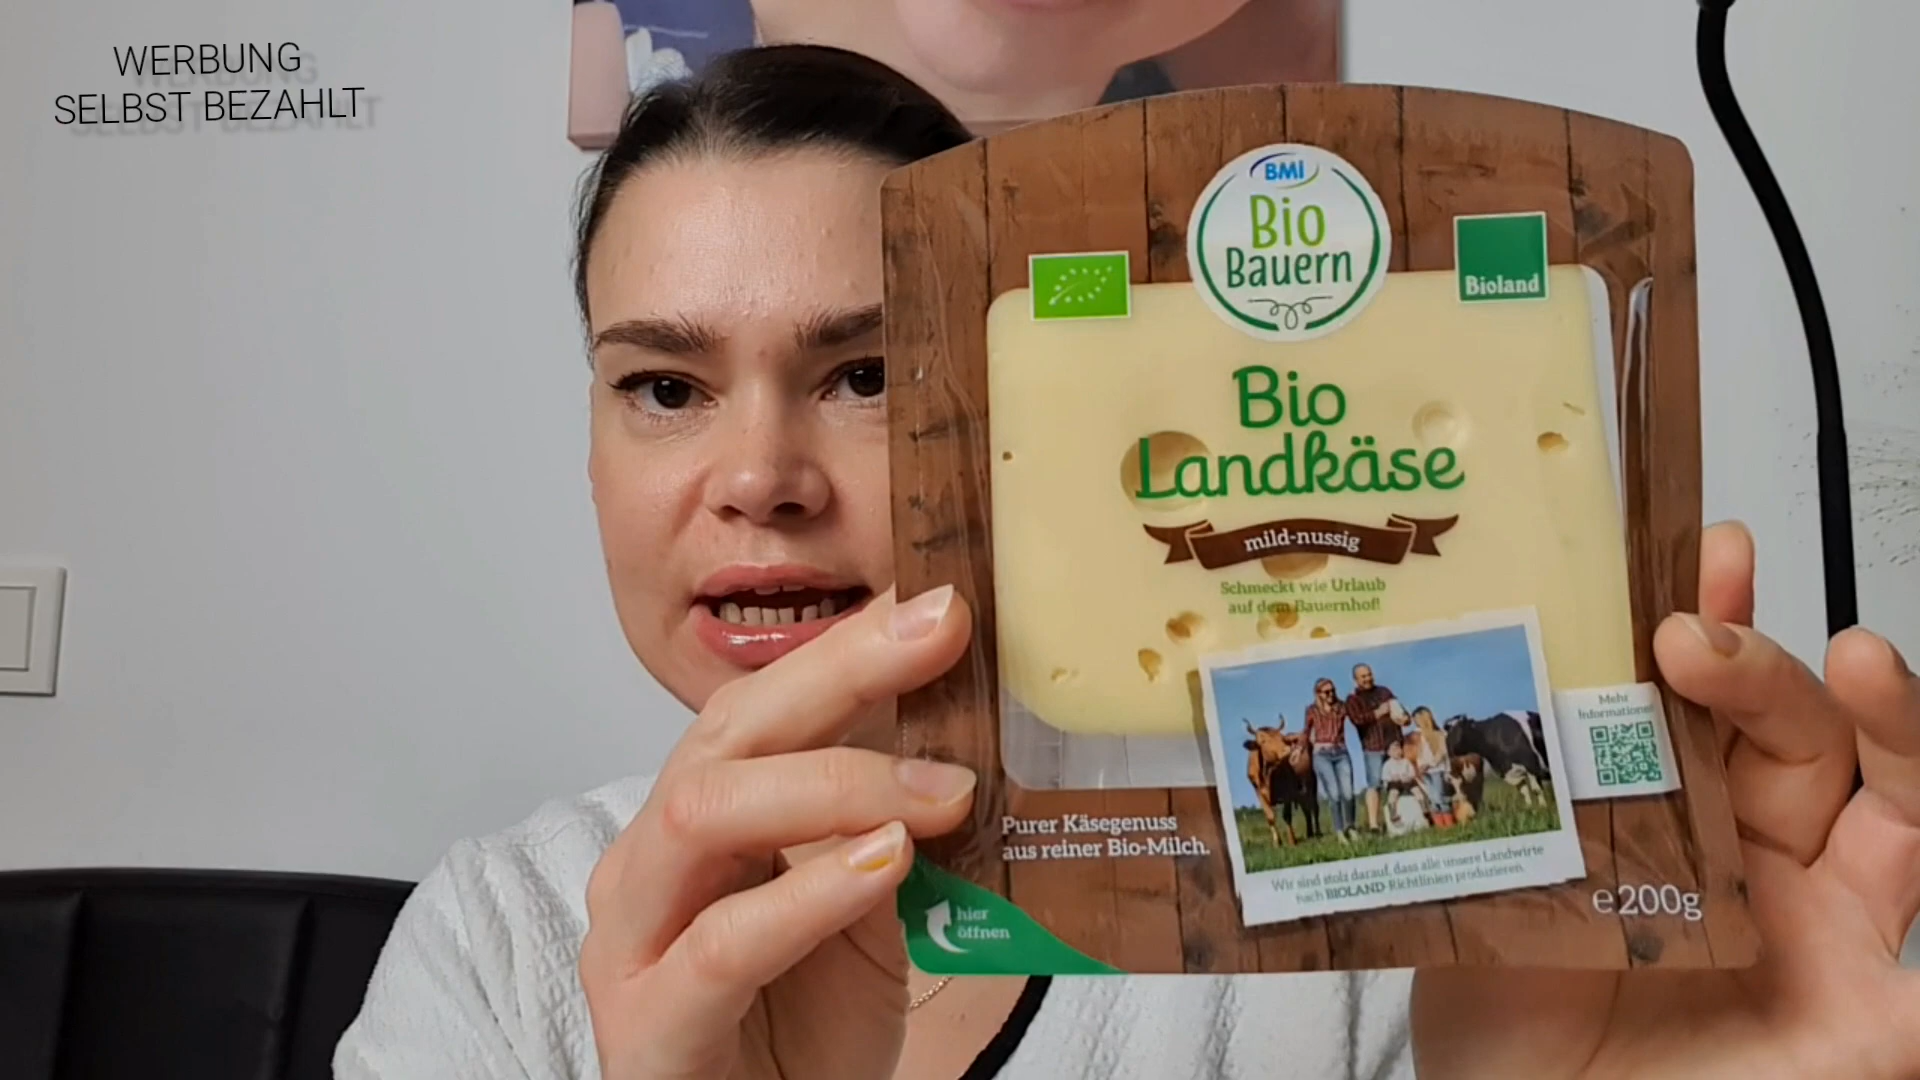 WERBUNG
SELBST BEZAHLT
BMI
Bio
Bauern
Bioland
Bio
Landkäse
mild-nussig
Schmeckt wie Urlaub
auf dem Bauernhof!
Mehr
Informationen
Purer Käsegenuss
aus reiner Bio-Milch.
Wir sind stolz darauf, dass alle unsere Landwirte
nach BIOLAND-Richtlinien produzieren.
hier
öffnen
e 200g